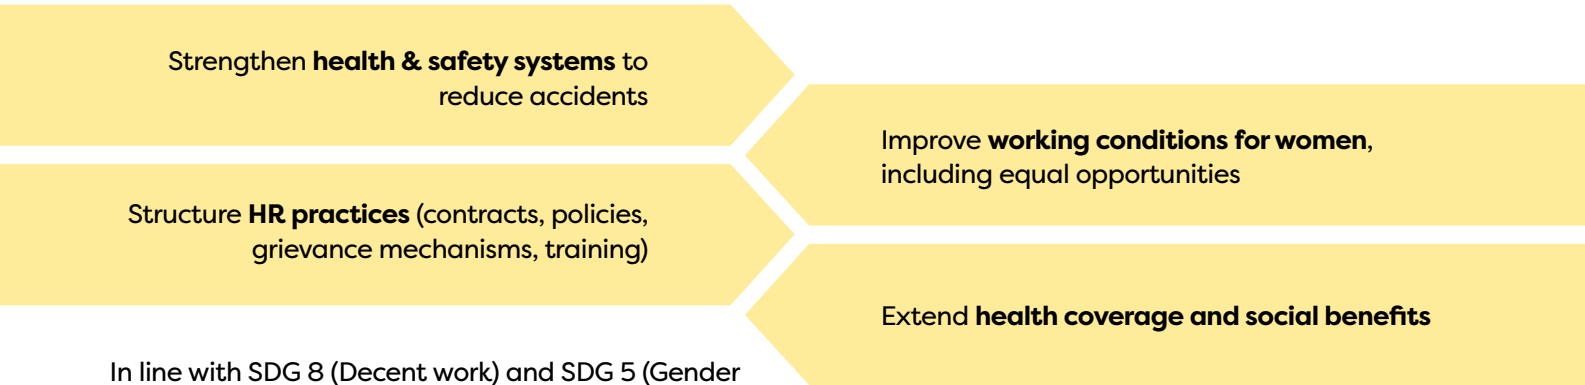 Strengthen health & safety systems to
reduce accidents
Improve working conditions for women,
including equal opportunities
Structure HR practices (contracts, policies,
grievance mechanisms, training)
Extend health coverage and social benefits
In line with SDG 8 (Decent work) and SDG 5 (Gender